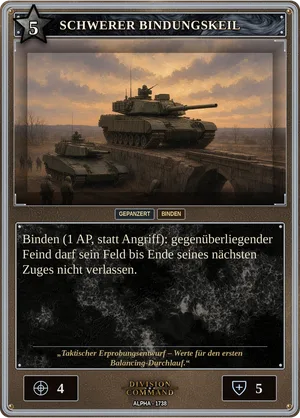 5
SCHWERER BINDUNGSKEIL
GEPANZERT
BINDEN
Binden (1 AP, statt Angriff): gegenüberliegender
Feind darf sein Feld bis Ende seines nächsten
Zuges nicht verlassen.
„Taktischer Erprobungsentwurf – Werte für den ersten
Balancing-Durchlauf.“
4
DIVISION
COMMAND
ALPHA - 1738
5